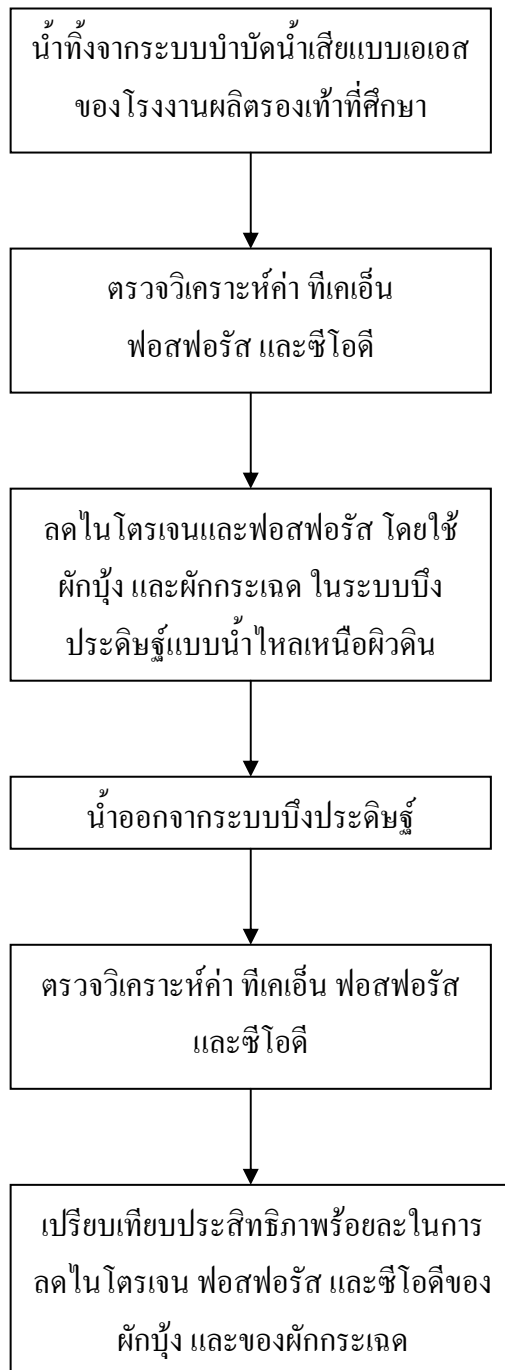 น้ำทิ้งจากระบบบำบัดน้ำเสียแบบเอเอส
ของโรงงานผลิตรองเท้าที่ศึกษา
ตรวจวิเคราะห์ค่า ทีเคเอ็น
ฟอสฟอรัส และซีโอดี
ลดไนโตรเจนและฟอสฟอรัส โดยใช้
ผักบุ้ง และผักกระเฉด ในระบบบึง
ประดิษฐ์แบบน้ำไหลเหนือผิวดิน
น้ำออกจากระบบบึงประดิษฐ์
ตรวจวิเคราะห์ค่า ทีเคเอ็น ฟอสฟอรัส
และซีโอดี
เปรียบเทียบประสิทธิภาพร้อยละในการ
ลดไนโตรเจน ฟอสฟอรัส และซีโอดีของ
ผักบุ้ง และของผักกระเฉด